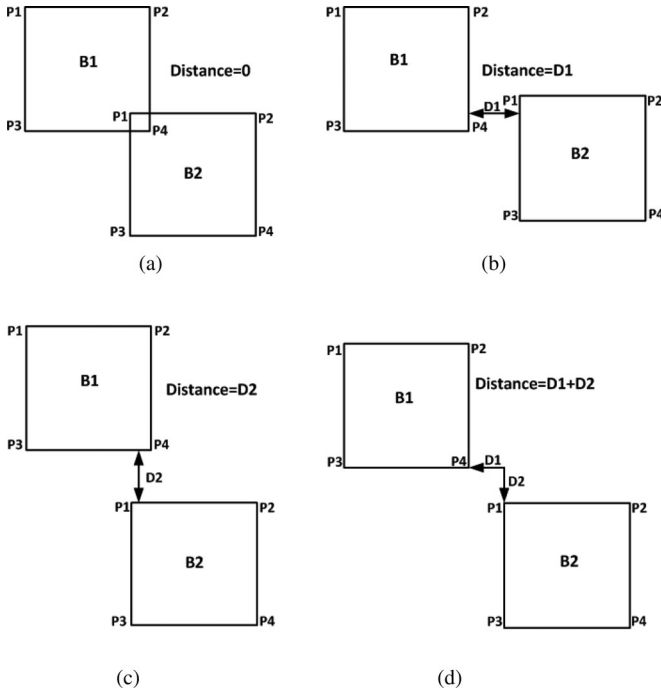 P1 P2
B1
Distance=0
P3 P4
P1 P2
B2
P3 P4
(a)
P1 P2
B1
Distance=D1
P3 P4
D1
P1 P2
B2
P3 P4
(b)
P1 P2
B1
Distance=D2
P3 P4
D2
P1 P2
B2
P3 P4
(c)
P1 P2
B1
Distance=D1+D2
P3 P4
D1
D2
P1 P2
B2
P3 P4
(d)